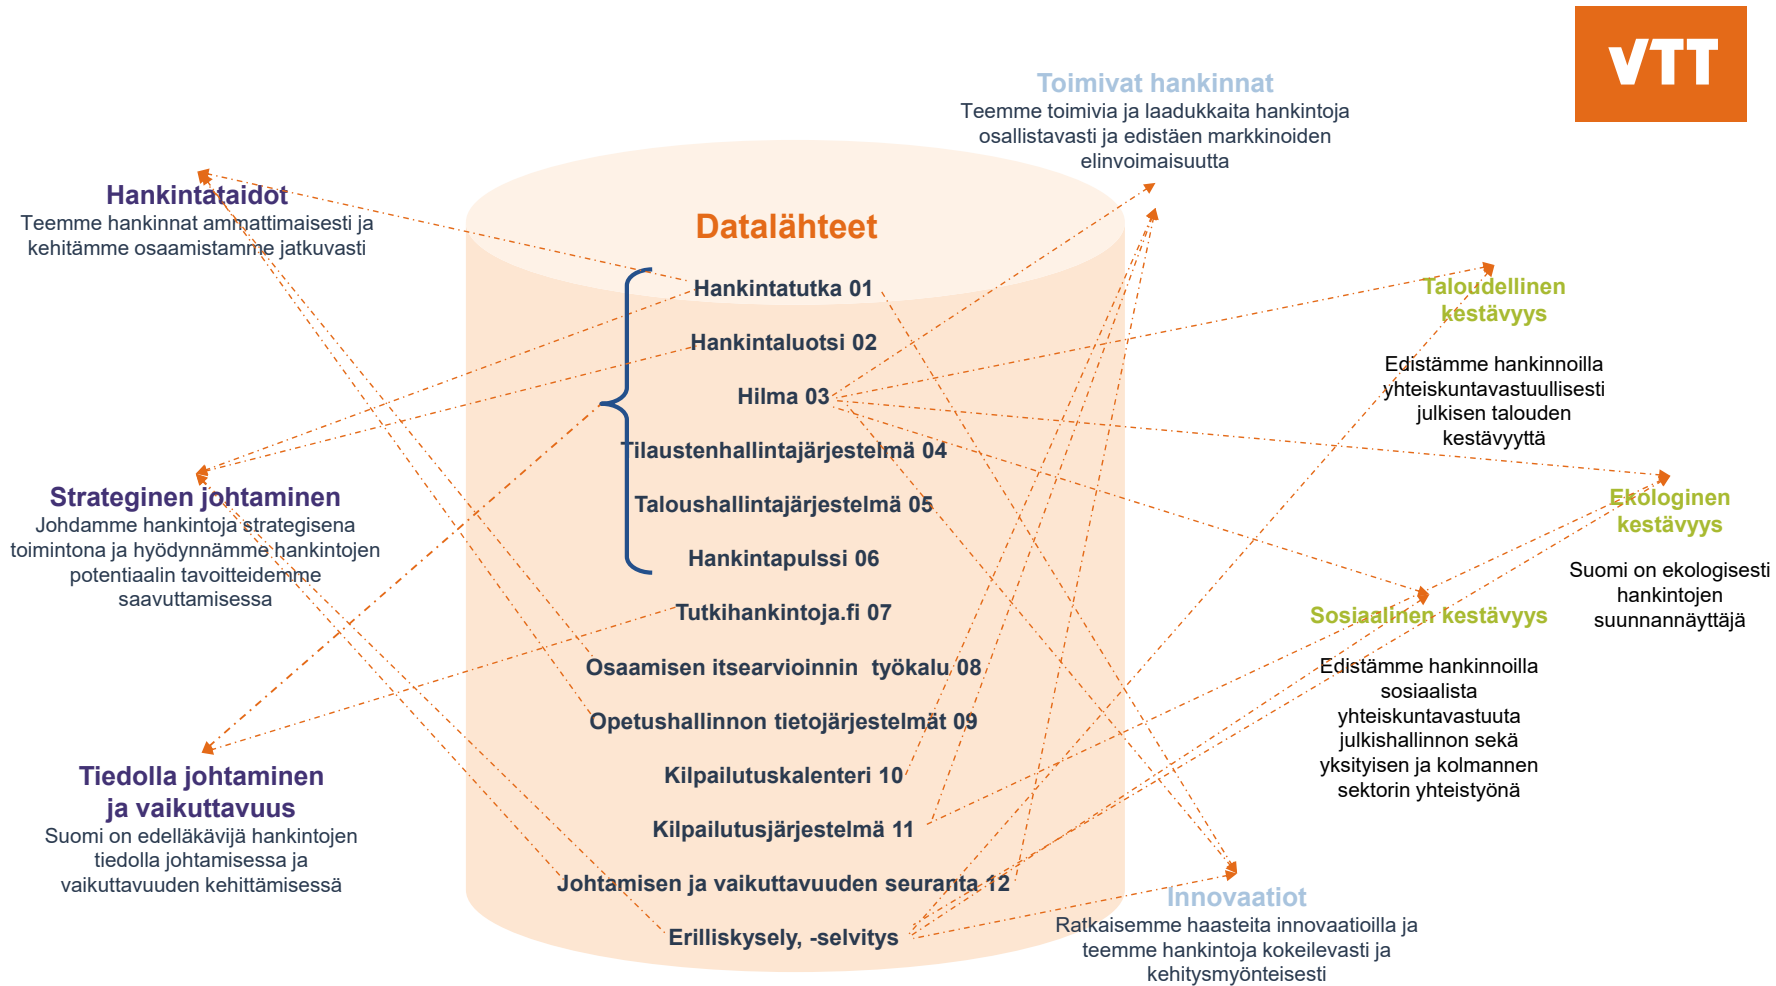 VTT
Toimivat hankinnat
Teemme toimivia ja laadukkaita hankintoja
osallistavasti ja edistäen markkinoiden
elinvoimaisuutta
Hankintataidot
Teemme hankinnat ammattimaisesti ja
kehitämme osaamistamme jatkuvasti
Strateginen johtaminen
Johdamme hankintoja strategisena
toimintona ja hyödynnämme hankintojen
potentiaalin tavoitteidemme
saavuttamisessa
Tiedolla johtaminen
ja vaikuttavuus
Suomi on edelläkävijä hankintojen
tiedolla johtamisessa ja
vaikuttavuuden kehittämisessä
Datalähteet
Hankintatutka 01
Hankintaluotsi 02
Hilma 03
Tilaustenhallintajärjestelmä 04
Taloushallintajärjestelmä 05
Hankintapulssi 06
Tutkihankintoja.fi 07
Osaamisen itsearvioinnin työkalu 08
Opetushallinnon tietojärjestelmät 09
Kilpailutuskalenteri 10
Kilpailutusjärjestelmä 11
Johtamisen ja vaikuttavuuden seuranta 12
Erilliskysely, -selvitys
Taloudellinen
kestävyys
Edistämme hankinnoilla
yhteiskuntavastuullisesti
julkisen talouden
kestävyyttä
Ekologinen
kestävyys
Suomi on ekologisesti
hankintojen
suunnannäyttäjä
Sosiaalinen kestävyys
Edistämme hankinnoilla
sosiaalista
yhteiskuntavastuuta
julkishallinnon sekä
yksityisen ja kolmannen
sektorin yhteistyönä
Innovaatiot
Ratkaisemme haasteita innovaatioilla ja
teemme hankintoja kokeilevasti ja
kehitysmyönteisesti